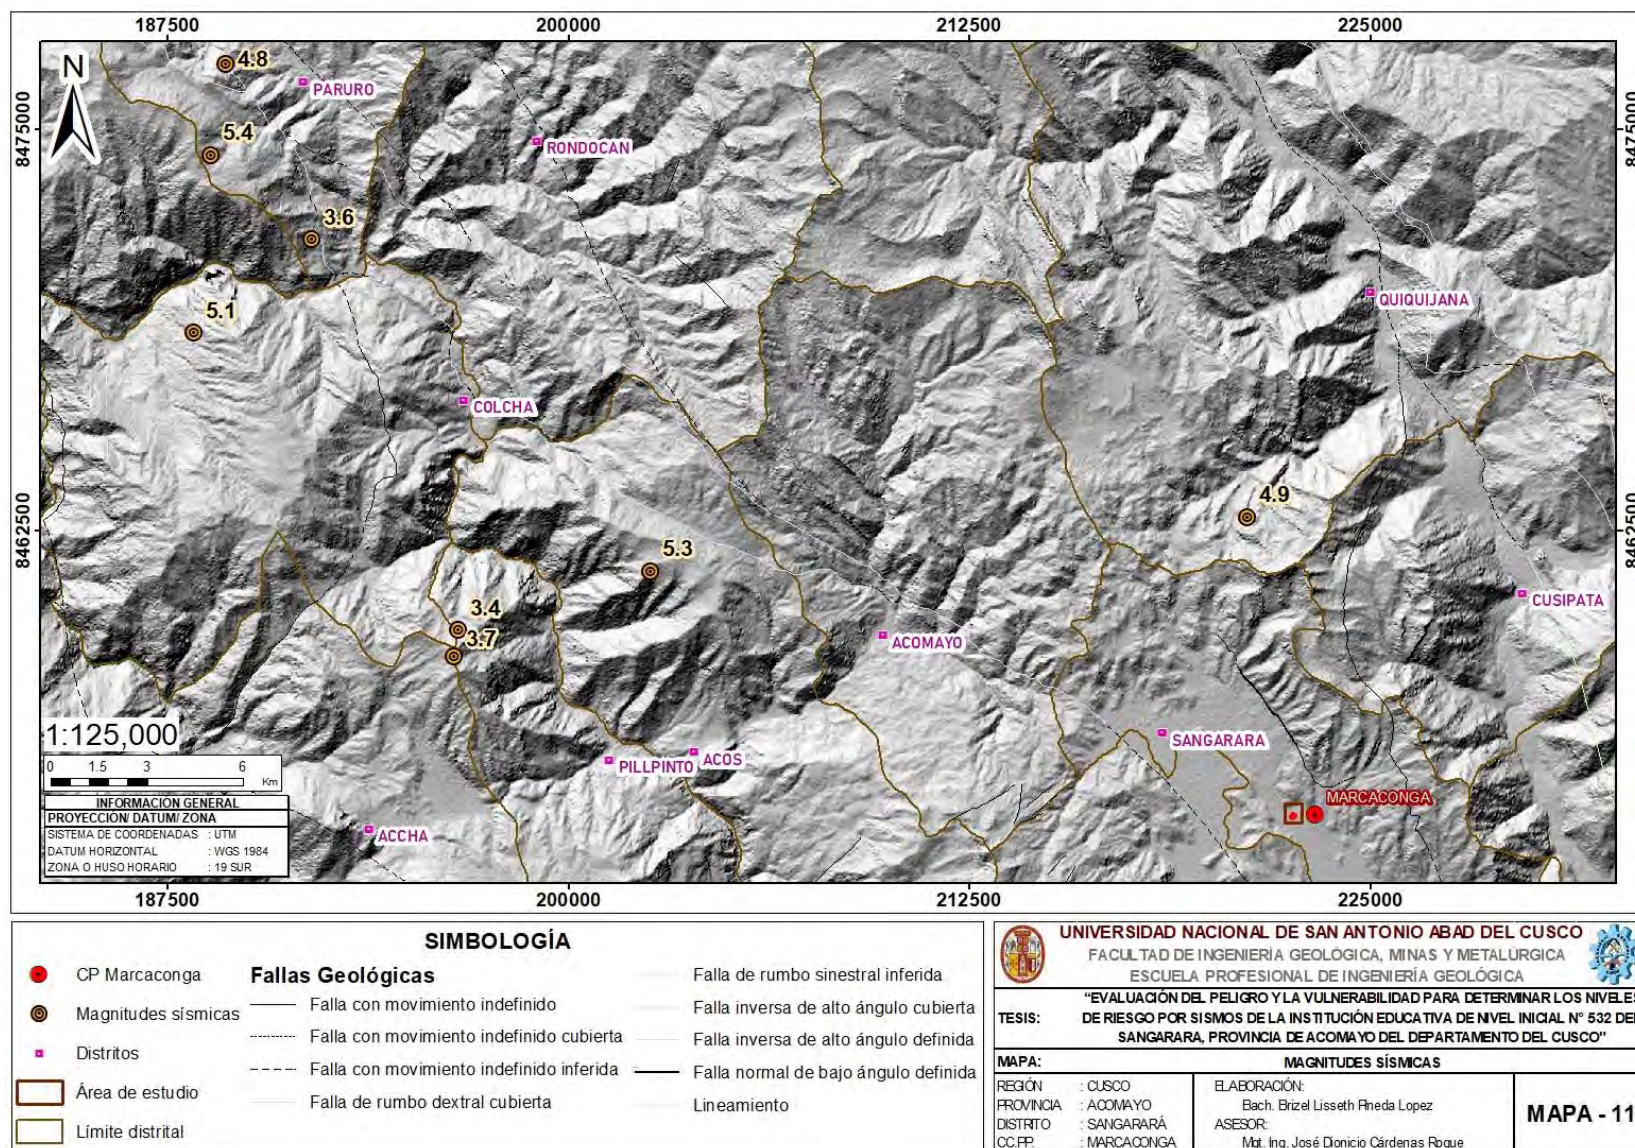 187500 200000 212500 225000
N
4.8
PARURO
8475000
8475000
5.4
RONDOCAN
3.6
5.1
QUIQUIJANA
COLCHA
4.9
8462500
8462500
5.3
CUSIPATA
3.4
3.7
ACOMAYO
SANGARARA
1:125,000
ACOS
PILLPINTO
0 1.5 3 6
Km
MARCACONGA
INFORMACIÓN GENERAL
PROYECCIÓN/ DATUM/ ZONA
SISTEMA DE COORDENADAS : UTM
DATUM HORIZONTAL : WGS 1984
ZONA O HUSO HORARIO : 19 SUR
ACCHA
187500 200000 212500 225000
SIMBOLOGÍA
CP Marcaconga
Magnitudes sísmicas
Distritos
Área de estudio
Límite distrital
Fallas Geológicas
Falla con movimiento indefinido
Falla con movimiento indefinido cubierta
Falla con movimiento indefinido inferida
Falla de rumbo dextral cubierta
Falla de rumbo sinestral inferida
Falla inversa de alto ángulo cubierta
Falla inversa de alto ángulo definida
Falla normal de bajo ángulo definida
Lineamiento
UNIVERSIDAD NACIONAL DE SAN ANTONIO ABAD DEL CUSCO
FACULTAD DE INGENIERÍA GEOLÓGICA, MINAS Y METALÚRGICA
ESCUELA PROFESIONAL DE INGENIERÍA GEOLÓGICA
TESIS: "EVALUACIÓN DEL PELIGRO Y LA VULNERABILIDAD PARA DETERMINAR LOS NIVELES
DE RIESGO POR SISMOS DE LA INSTITUCIÓN EDUCATIVA DE NIVEL INICIAL N° 532 DEL
SANGARARA, PROVINCIA DE ACOMAYO DEL DEPARTAMENTO DEL CUSCO"
MAPA: MAGNITUDES SÍSMICAS
REGIÓN : CUSCO
PROVINCIA : ACOMAYO
DISTRITO : SANGARARÁ
CC.PP. : MARCACONGA
ELABORACIÓN:
Bach. Brizel Lisseth Pineda Lopez
ASESOR:
Mgt. Ing. José Dionicio Cárdenas Roque
MAPA - 11